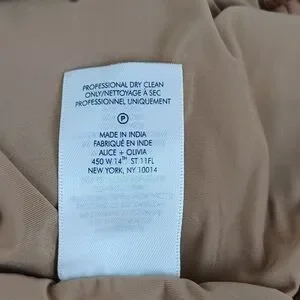 PROFESSIONAL DRY CLEAN
ONLY/NETTOYAGE À SEC
PROFESSIONNEL UNIQUEMENT
P
MADE IN INDIA
FABRIQUÉ EN INDE
ALICE + OLIVIA
450 W 14TH ST 11FL
NEW YORK, NY 10014